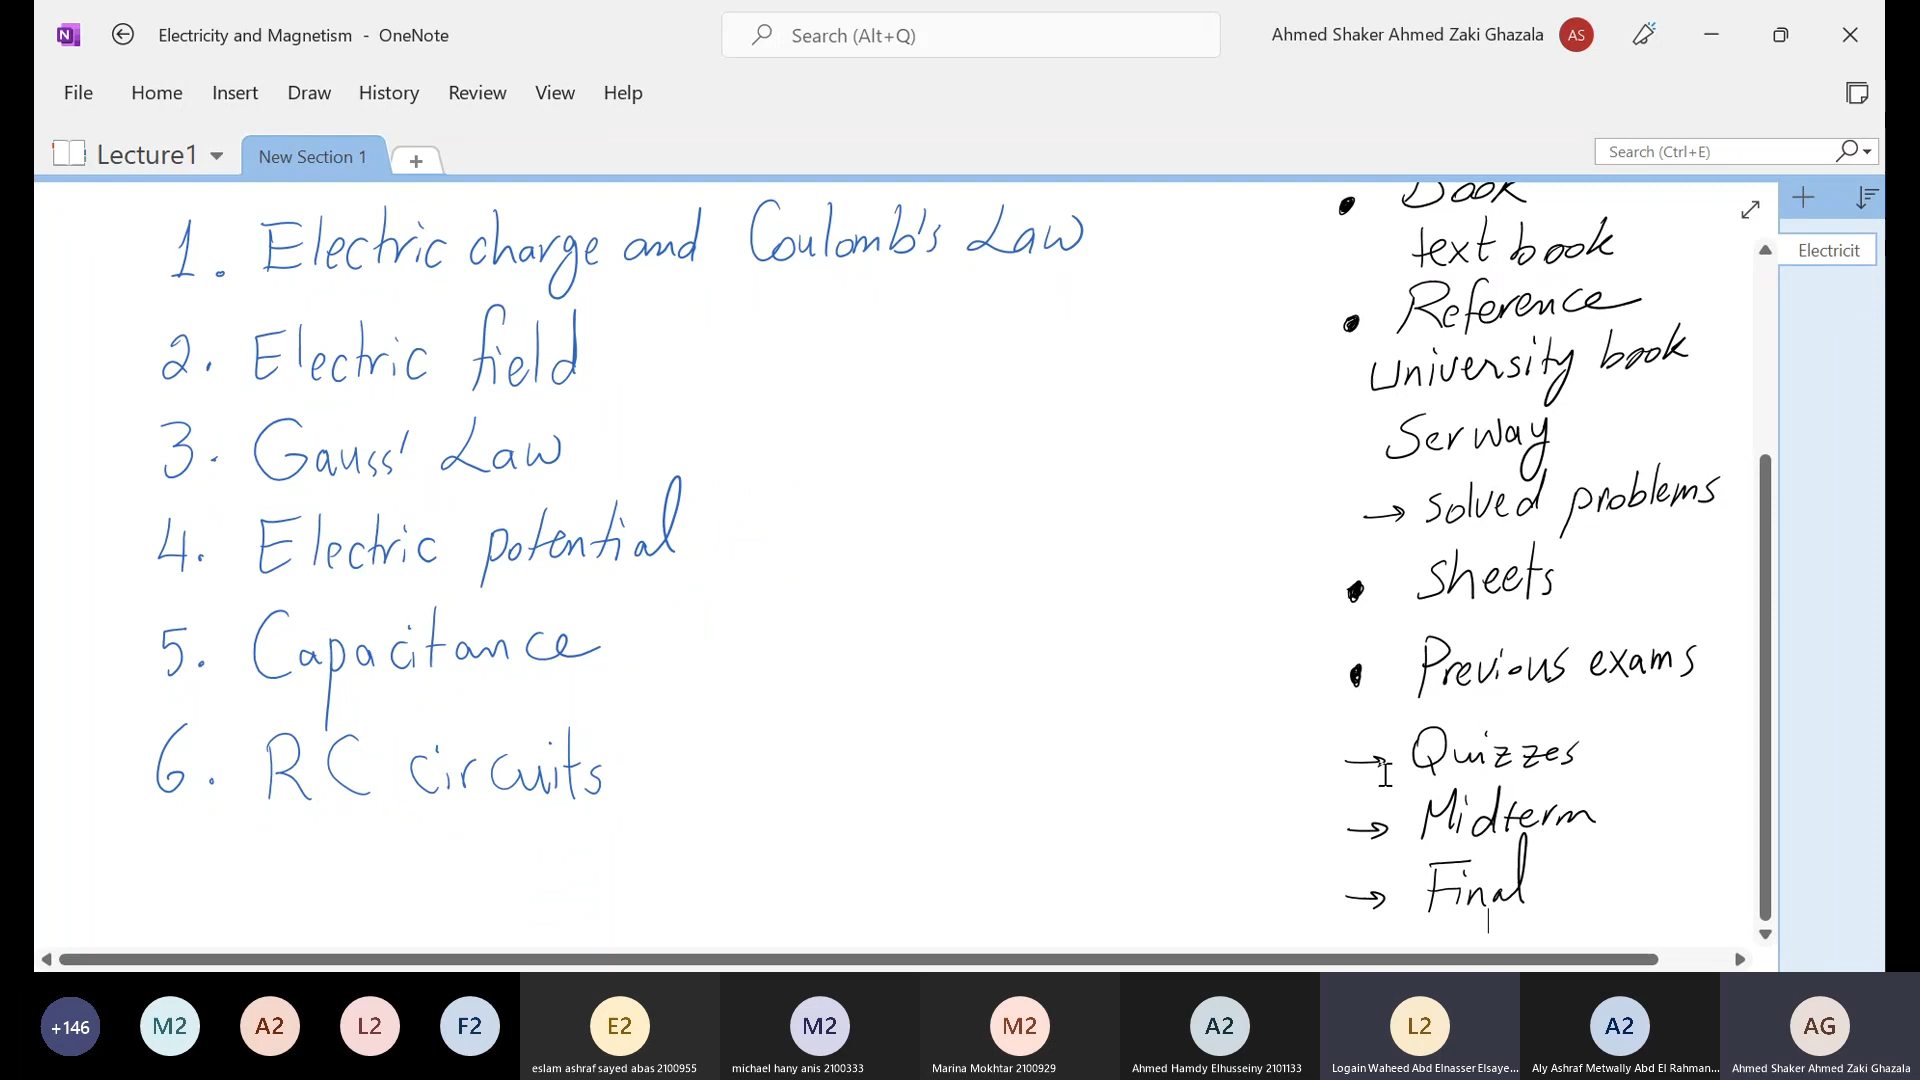 Electricity and Magnetism - OneNote
Search (Alt+Q)
Ahmed Shaker Ahmed Zaki Ghazala
AS
File Home Insert Draw History Review View Help
Lecture1
New Section 1
Search (Ctrl+E)
Electricit
1. Electric charge and Coulomb's Law
2. Electric field
3. Gauss' Law
4. Electric potential
5. Capacitance
6. RC circuits
• Book
text book
• Reference
University book
Serway
→ solved problems
• Sheets
• Previous exams
→ Quizzes
→ Midterm
→ Final
+146
M2
A2
L2
F2
E2
eslam ashraf sayed abas 2100955
M2
michael hany anis 2100333
M2
Marina Mokhtar 2100929
A2
Ahmed Hamdy Elhusseiny 2101133
L2
Logain Waheed Abd Elnasser Elsaye...
A2
Aly Ashraf Metwally Abd El Rahman...
AG
Ahmed Shaker Ahmed Zaki Ghazala